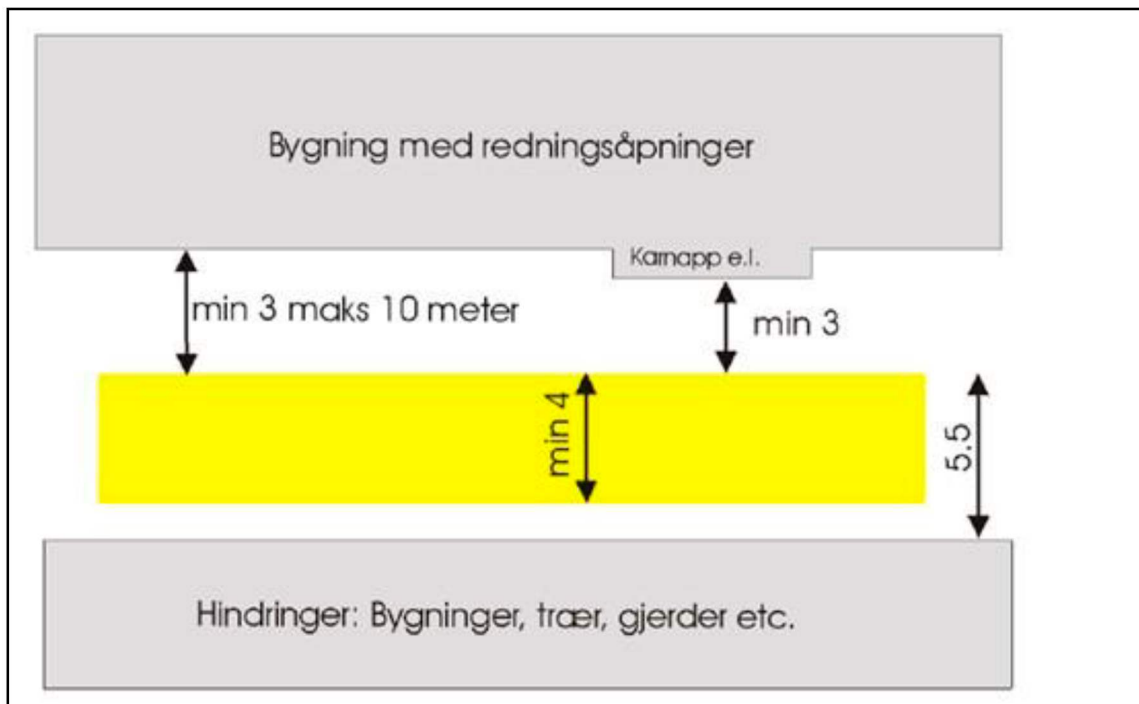 Bygning med redningsåpninger
Karnapp e.l.
min 3 maks 10 meter
min 3
min 4
5.5
Hindringer: Bygninger, trær, gjerder etc.